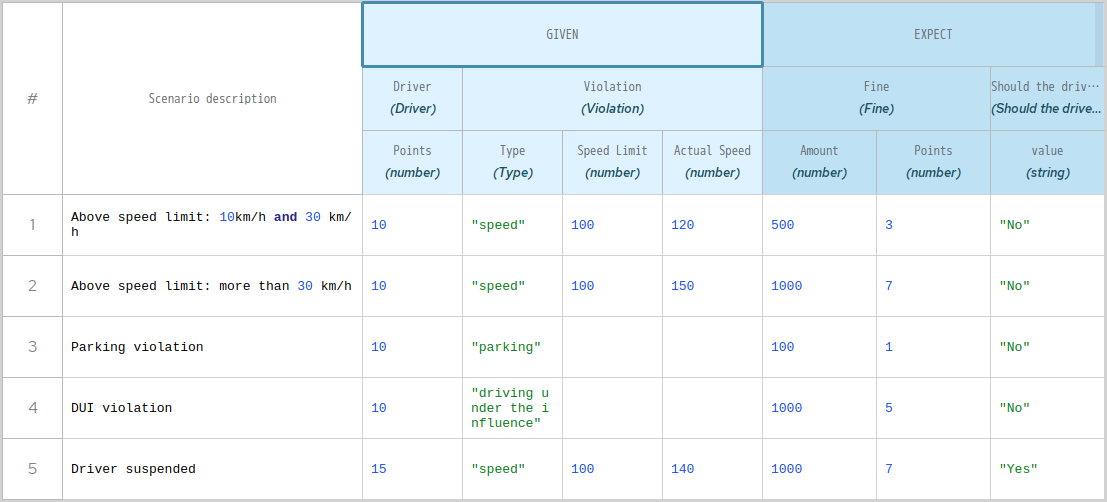 # Scenario description GIVEN EXPECT
Driver Violation Fine Should the driv…
(Driver) (Violation) (Fine) (Should the drive...
Points Type Speed Limit Actual Speed Amount Points value
(number) (Type) (number) (number) (number) (number) (string)
1 Above speed limit: 10km/h and 30 km/
h 10 "speed" 100 120 500 3 "No"
2 Above speed limit: more than 30 km/h 10 "speed" 100 150 1000 7 "No"
3 Parking violation 10 "parking" 100 1 "No"
4 DUI violation 10 "driving u
nder the i
nfluence" 1000 5 "No"
5 Driver suspended 15 "speed" 100 140 1000 7 "Yes"